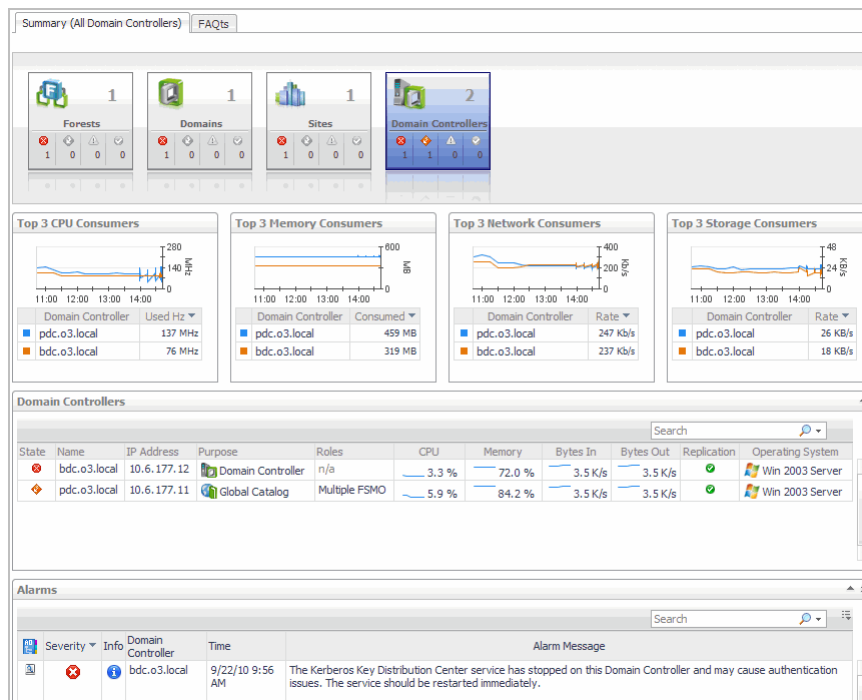 Summary (All Domain Controllers) FAQts
1 1 1 2
Forests Domains Sites Domain Controllers
1 0 0 0 1 0 0 0 1 0 0 0 1 1 0 0
Top 3 CPU Consumers Top 3 Memory Consumers Top 3 Network Consumers Top 3 Storage Consumers
280 600 400 48
140 MHz MB 200 Kb/s 24 KB/s
0 0 0 0
11:00 12:00 13:00 14:00 11:00 12:00 13:00 14:00 11:00 12:00 13:00 14:00 11:00 12:00 13:00 14:00
Domain Controller Used Hz Domain Controller Consumed Domain Controller Rate Domain Controller Rate
pdc.o3.local 137 MHz pdc.o3.local 459 MB pdc.o3.local 247 Kb/s pdc.o3.local 26 KB/s
bdc.o3.local 76 MHz bdc.o3.local 319 MB bdc.o3.local 237 Kb/s bdc.o3.local 18 KB/s
Domain Controllers
Search
State Name IP Address Purpose Roles CPU Memory Bytes In Bytes Out Replication Operating System
bdc.o3.local 10.6.177.12 Domain Controller n/a 3.3 % 72.0 % 3.5 K/s 3.5 K/s Win 2003 Server
pdc.o3.local 10.6.177.11 Global Catalog Multiple FSMO 5.9 % 84.2 % 3.5 K/s 3.5 K/s Win 2003 Server
Alarms
Search
Severity Info Domain Controller Time Alarm Message
bdc.o3.local 9/22/10 9:56 AM The Kerberos Key Distribution Center service has stopped on this Domain Controller and may cause authentication
issues. The service should be restarted immediately.